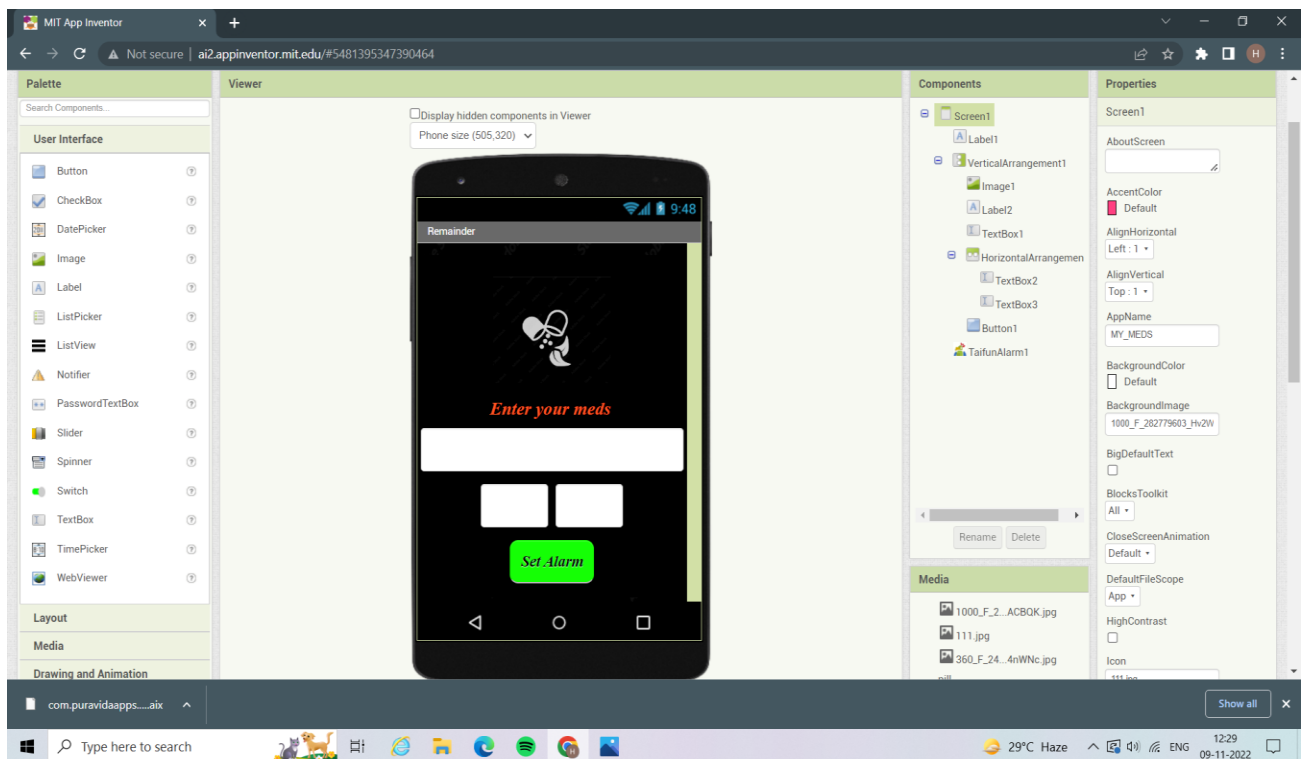 MIT App Inventor
Not secure | ai2.appinventor.mit.edu/#5481395347390464
H
Palette
Search Components...
User Interface
Button
CheckBox
DatePicker
Image
Label
ListPicker
ListView
Notifier
PasswordTextBox
Slider
Spinner
Switch
TextBox
TimePicker
WebViewer
Layout
Media
Drawing and Animation
Viewer
Display hidden components in Viewer
Phone size (505,320)
9:48
Remainder
Enter your meds
Set Alarm
Components
Screen1
Label1
VerticalArrangement1
Image1
Label2
TextBox1
HorizontalArrangemen
TextBox2
TextBox3
Button1
TaifunAlarm1
Rename Delete
Media
1000_F_2...ACBQK.jpg
111.jpg
360_F_24...4nWNc.jpg
Properties
Screen1
AboutScreen
AccentColor
Default
AlignHorizontal
Left : 1
AlignVertical
Top : 1
AppName
MY_MEDS
BackgroundColor
Default
BackgroundImage
1000_F_282779603_Hv2W
BigDefaultText
BlocksToolkit
All
CloseScreenAnimation
Default
DefaultFileScope
App
HighContrast
Icon
com.puravidaapps.....aix
Show all
Type here to search
H
29°C Haze
ENG
12:29
09-11-2022